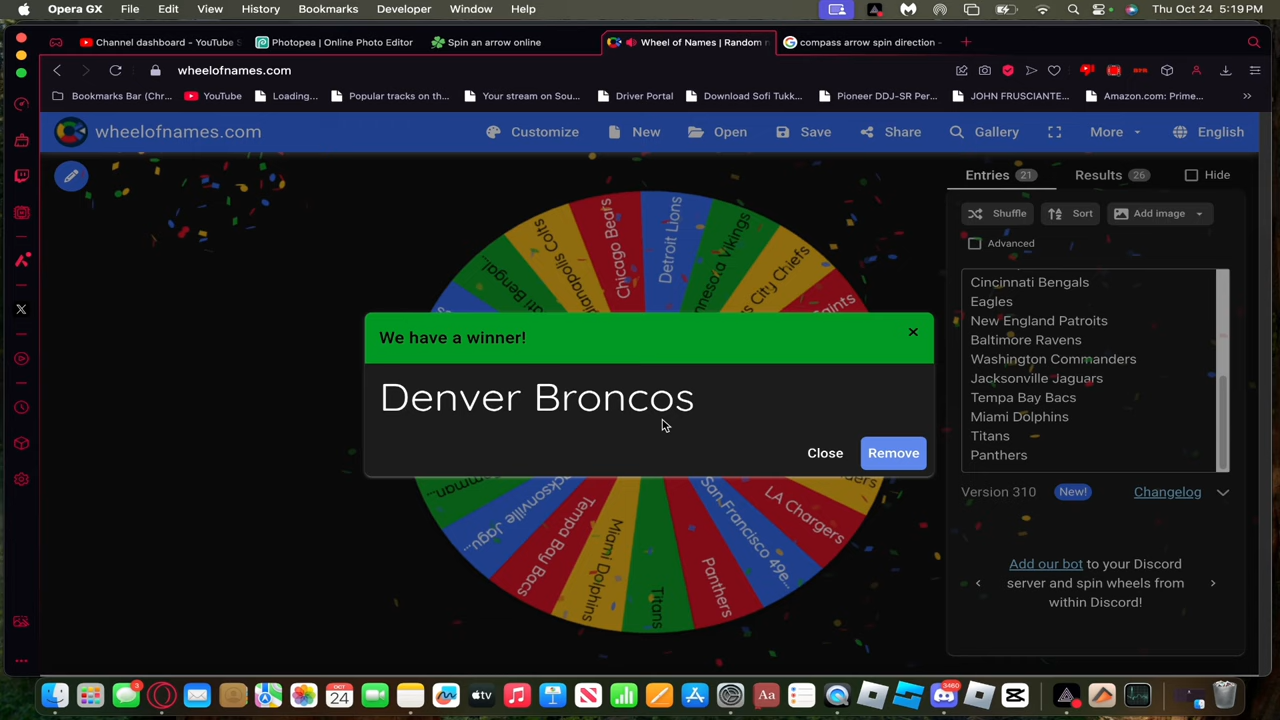 Opera GX File Edit View History Bookmarks Developer Window Help Thu Oct 24 5:19 PM
Channel dashboard - YouTube S Photopea | Online Photo Editor Spin an arrow online Wheel of Names | Random n compass arrow spin direction -
wheelofnames.com
Bookmarks Bar (Chr... YouTube Loading... Popular tracks on th... Your stream on Sou... Driver Portal Download Sofi Tukk... Pioneer DDJ-SR Per... JOHN FRUSCIANTE... Amazon.com: Prime...
wheelofnames.com Customize New Open Save Share Gallery More English
Entries 21 Results 26 Hide
Shuffle Sort Add image
Advanced
Cincinnati Bengals
Eagles
New England Patroits
Baltimore Ravens
Washington Commanders
Jacksonville Jaguars
Tempa Bay Bacs
Miami Dolphins
Titans
Panthers
Version 310 New! Changelog
Add our bot to your Discord
server and spin wheels from
within Discord!
We have a winner!
Denver Broncos
Close Remove
Chicago Bears
Detroit Lions
LA Chargers
San Francisco 49e...
Panthers
Titans
Miami Dolphins
Tempa Bay Bacs
3
OCT
24
3460